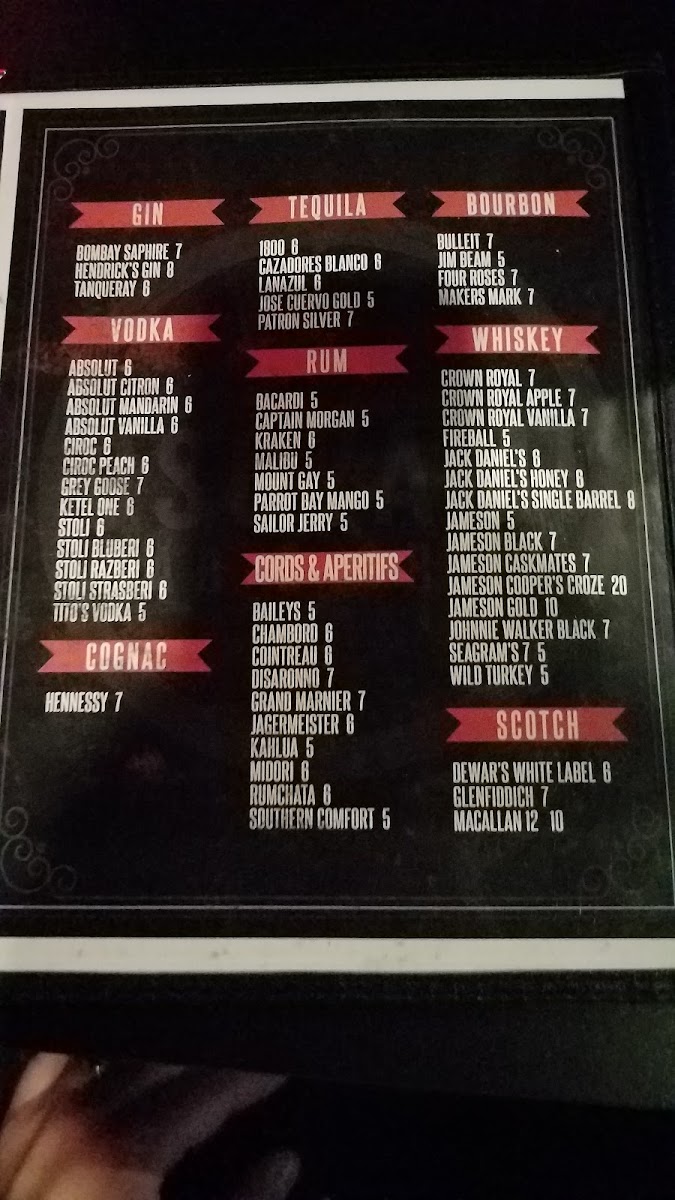 GIN
BOMBAY SAPHIRE 7
HENDRICK'S GIN 8
TANQUERAY 6
VODKA
ABSOLUT 6
ABSOLUT CITRON 6
ABSOLUT MANDARIN 6
ABSOLUT VANILLA 6
CIROC 6
CIROC PEACH 6
GREY GOOSE 7
KETEL ONE 6
STOLI 6
STOLI BLUBERI 6
STOLI RAZBERI 6
STOLI STRASBERI 6
TITO'S VODKA 5
COGNAC
HENNESSY 7
TEQUILA
1800 6
CAZADORES BLANCO 6
LANAZUL 6
JOSE CUERVO GOLD 5
PATRON SILVER 7
RUM
BACARDI 5
CAPTAIN MORGAN 5
KRAKEN 6
MALIBU 5
MOUNT GAY 5
PARROT BAY MANGO 5
SAILOR JERRY 5
CORDS & APERITIFS
BAILEYS 5
CHAMBORD 6
COINTREAU 6
DISARONNO 7
GRAND MARNIER 7
JAGERMEISTER 6
KAHLUA 5
MIDORI 6
RUMCHATA 6
SOUTHERN COMFORT 5
BOURBON
BULLEIT 7
JIM BEAM 5
FOUR ROSES 7
MAKERS MARK 7
WHISKEY
CROWN ROYAL 7
CROWN ROYAL APPLE 7
CROWN ROYAL VANILLA 7
FIREBALL 5
JACK DANIEL'S 6
JACK DANIEL'S HONEY 6
JACK DANIEL'S SINGLE BARREL 8
JAMESON 5
JAMESON BLACK 7
JAMESON CASKMATES 7
JAMESON COOPER'S CROZE 20
JAMESON GOLD 10
JOHNNIE WALKER BLACK 7
SEAGRAM'S 7 5
WILD TURKEY 5
SCOTCH
DEWAR'S WHITE LABEL 6
GLENFIDDICH 7
MACALLAN 12 10